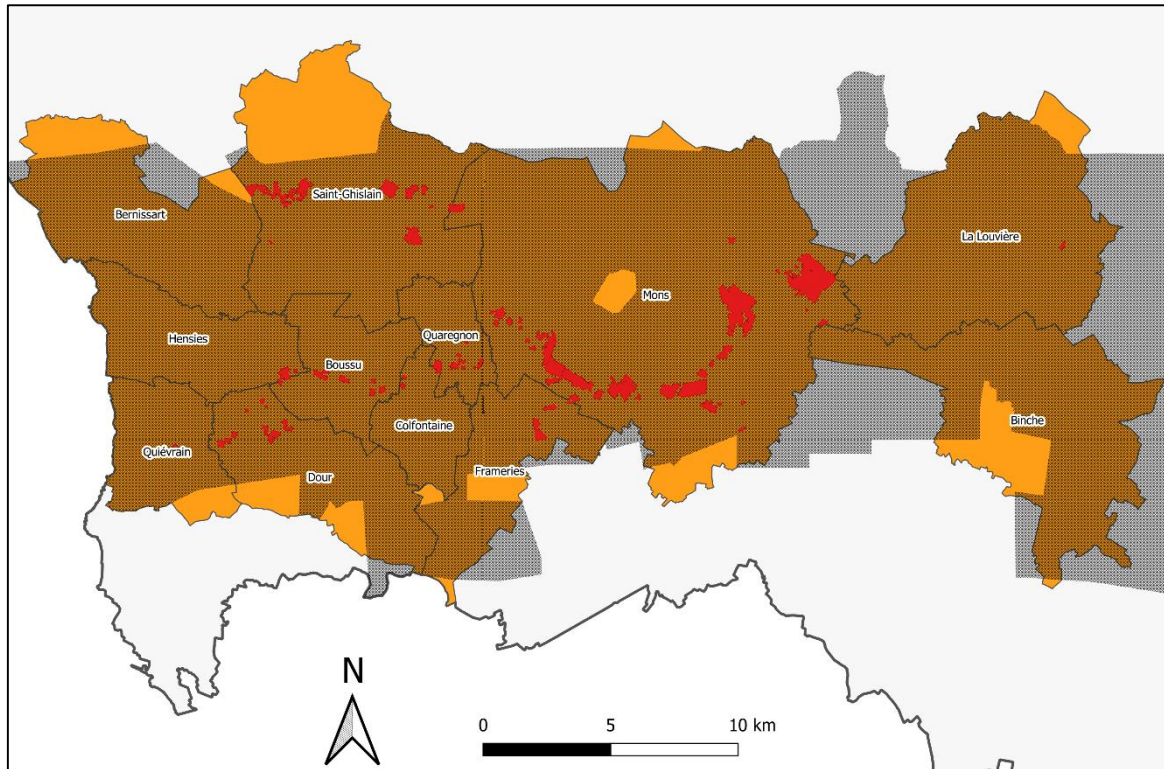 Saint-Ghislain
Bernissart
La Louvière
Mons
Hensies
Quaregnon
Boussu
Binche
Colfontaine
Quiévrain
Frameries
Dour
N
0 5 10 km